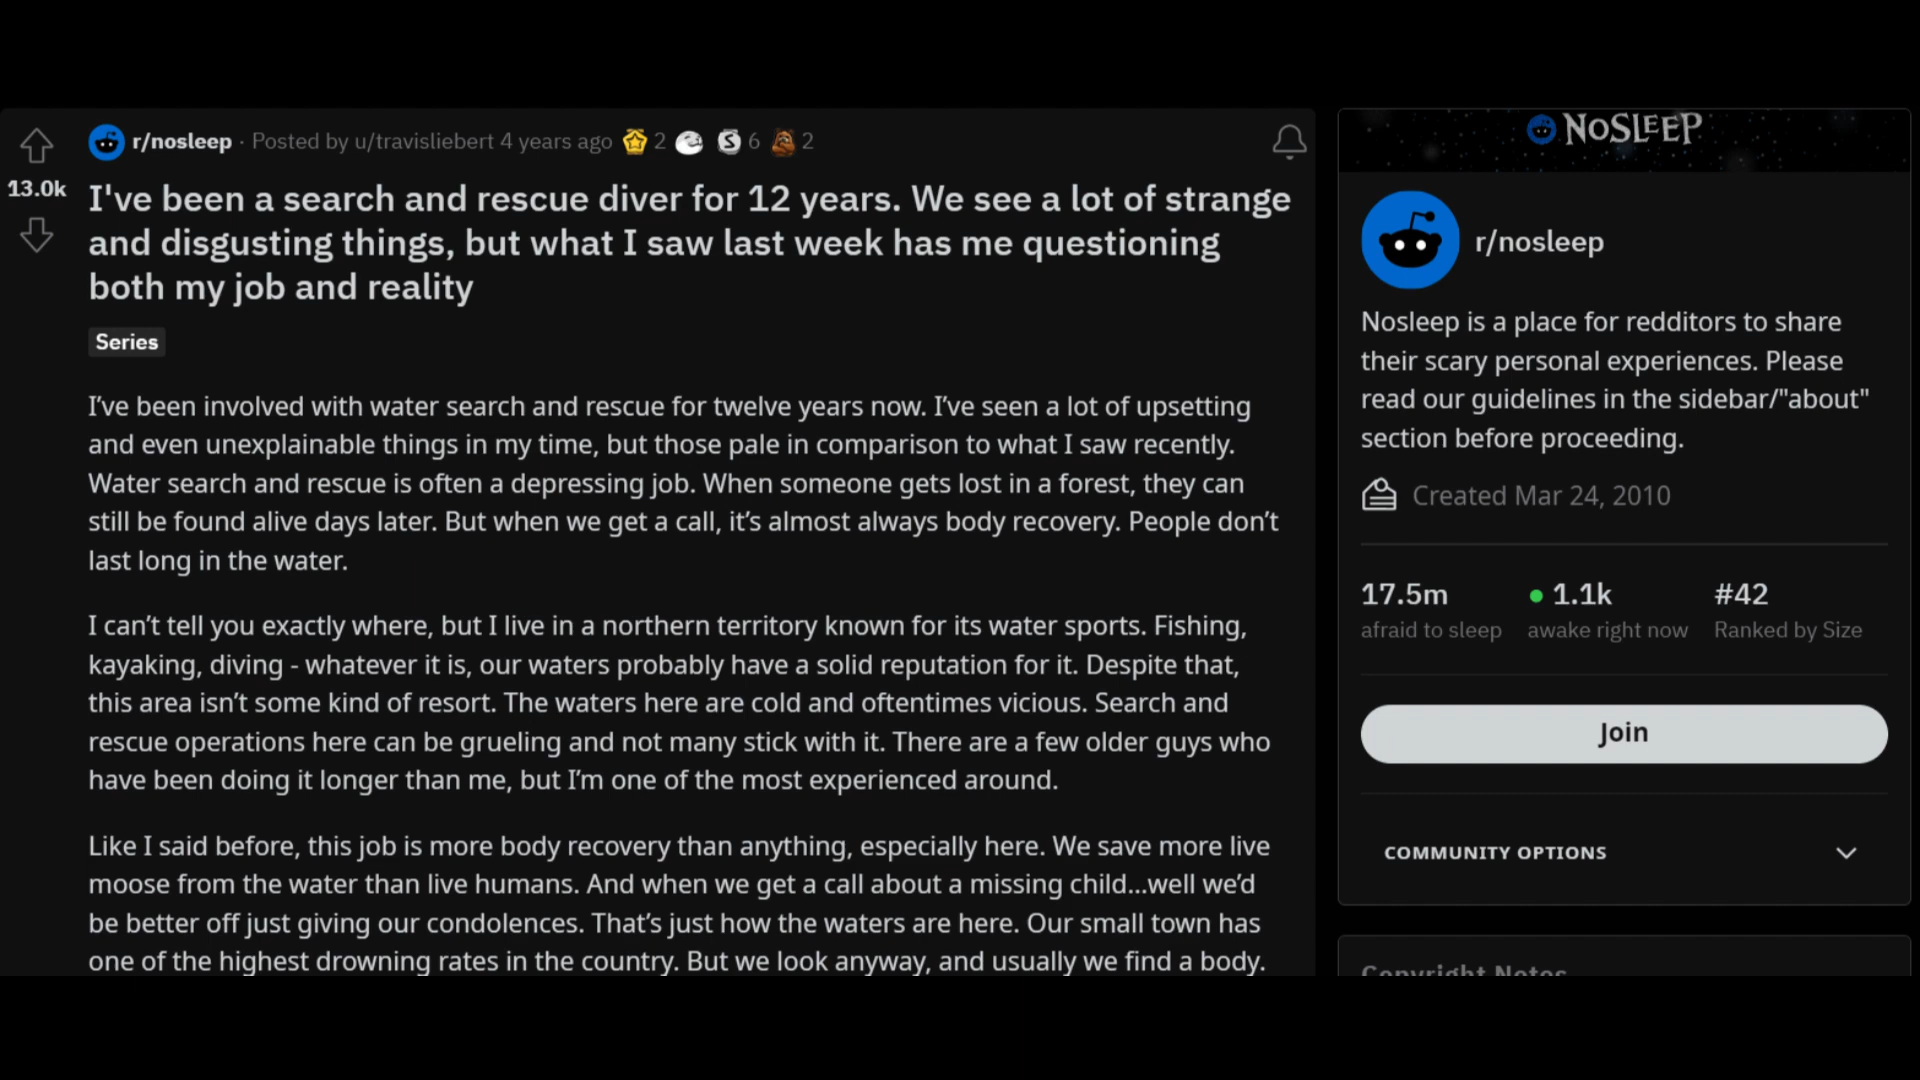 r/nosleep · Posted by u/travisliebert 4 years ago 2 S 6 2
13.0k
I've been a search and rescue diver for 12 years. We see a lot of strange
and disgusting things, but what I saw last week has me questioning
both my job and reality
Series
I’ve been involved with water search and rescue for twelve years now. I’ve seen a lot of upsetting
and even unexplainable things in my time, but those pale in comparison to what I saw recently.
Water search and rescue is often a depressing job. When someone gets lost in a forest, they can
still be found alive days later. But when we get a call, it’s almost always body recovery. People don’t
last long in the water.
I can’t tell you exactly where, but I live in a northern territory known for its water sports. Fishing,
kayaking, diving - whatever it is, our waters probably have a solid reputation for it. Despite that,
this area isn’t some kind of resort. The waters here are cold and oftentimes vicious. Search and
rescue operations here can be grueling and not many stick with it. There are a few older guys who
have been doing it longer than me, but I’m one of the most experienced around.
Like I said before, this job is more body recovery than anything, especially here. We save more live
moose from the water than live humans. And when we get a call about a missing child...well we’d
be better off just giving our condolences. That’s just how the waters are here. Our small town has
one of the highest drowning rates in the country. But we look anyway, and usually we find a body.
NOSLEEP
r/nosleep
Nosleep is a place for redditors to share
their scary personal experiences. Please
read our guidelines in the sidebar/"about"
section before proceeding.
Created Mar 24, 2010
17.5m 1.1k #42
afraid to sleep awake right now Ranked by Size
Join
COMMUNITY OPTIONS
Copyright Notes